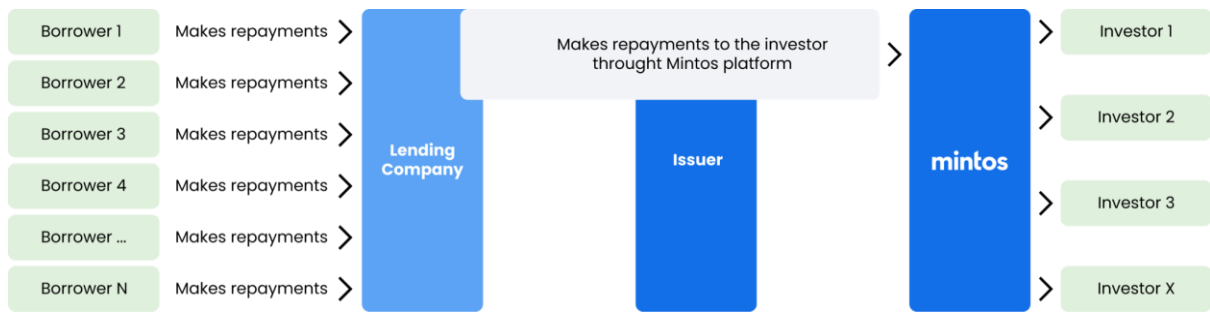 Borrower 1 Makes repayments
Borrower 2 Makes repayments
Borrower 3 Makes repayments
Borrower 4 Makes repayments
Borrower ... Makes repayments
Borrower N Makes repayments
Lending
Company
Makes repayments to the investor
throught Mintos platform
Issuer
mintos
Investor 1
Investor 2
Investor 3
Investor X